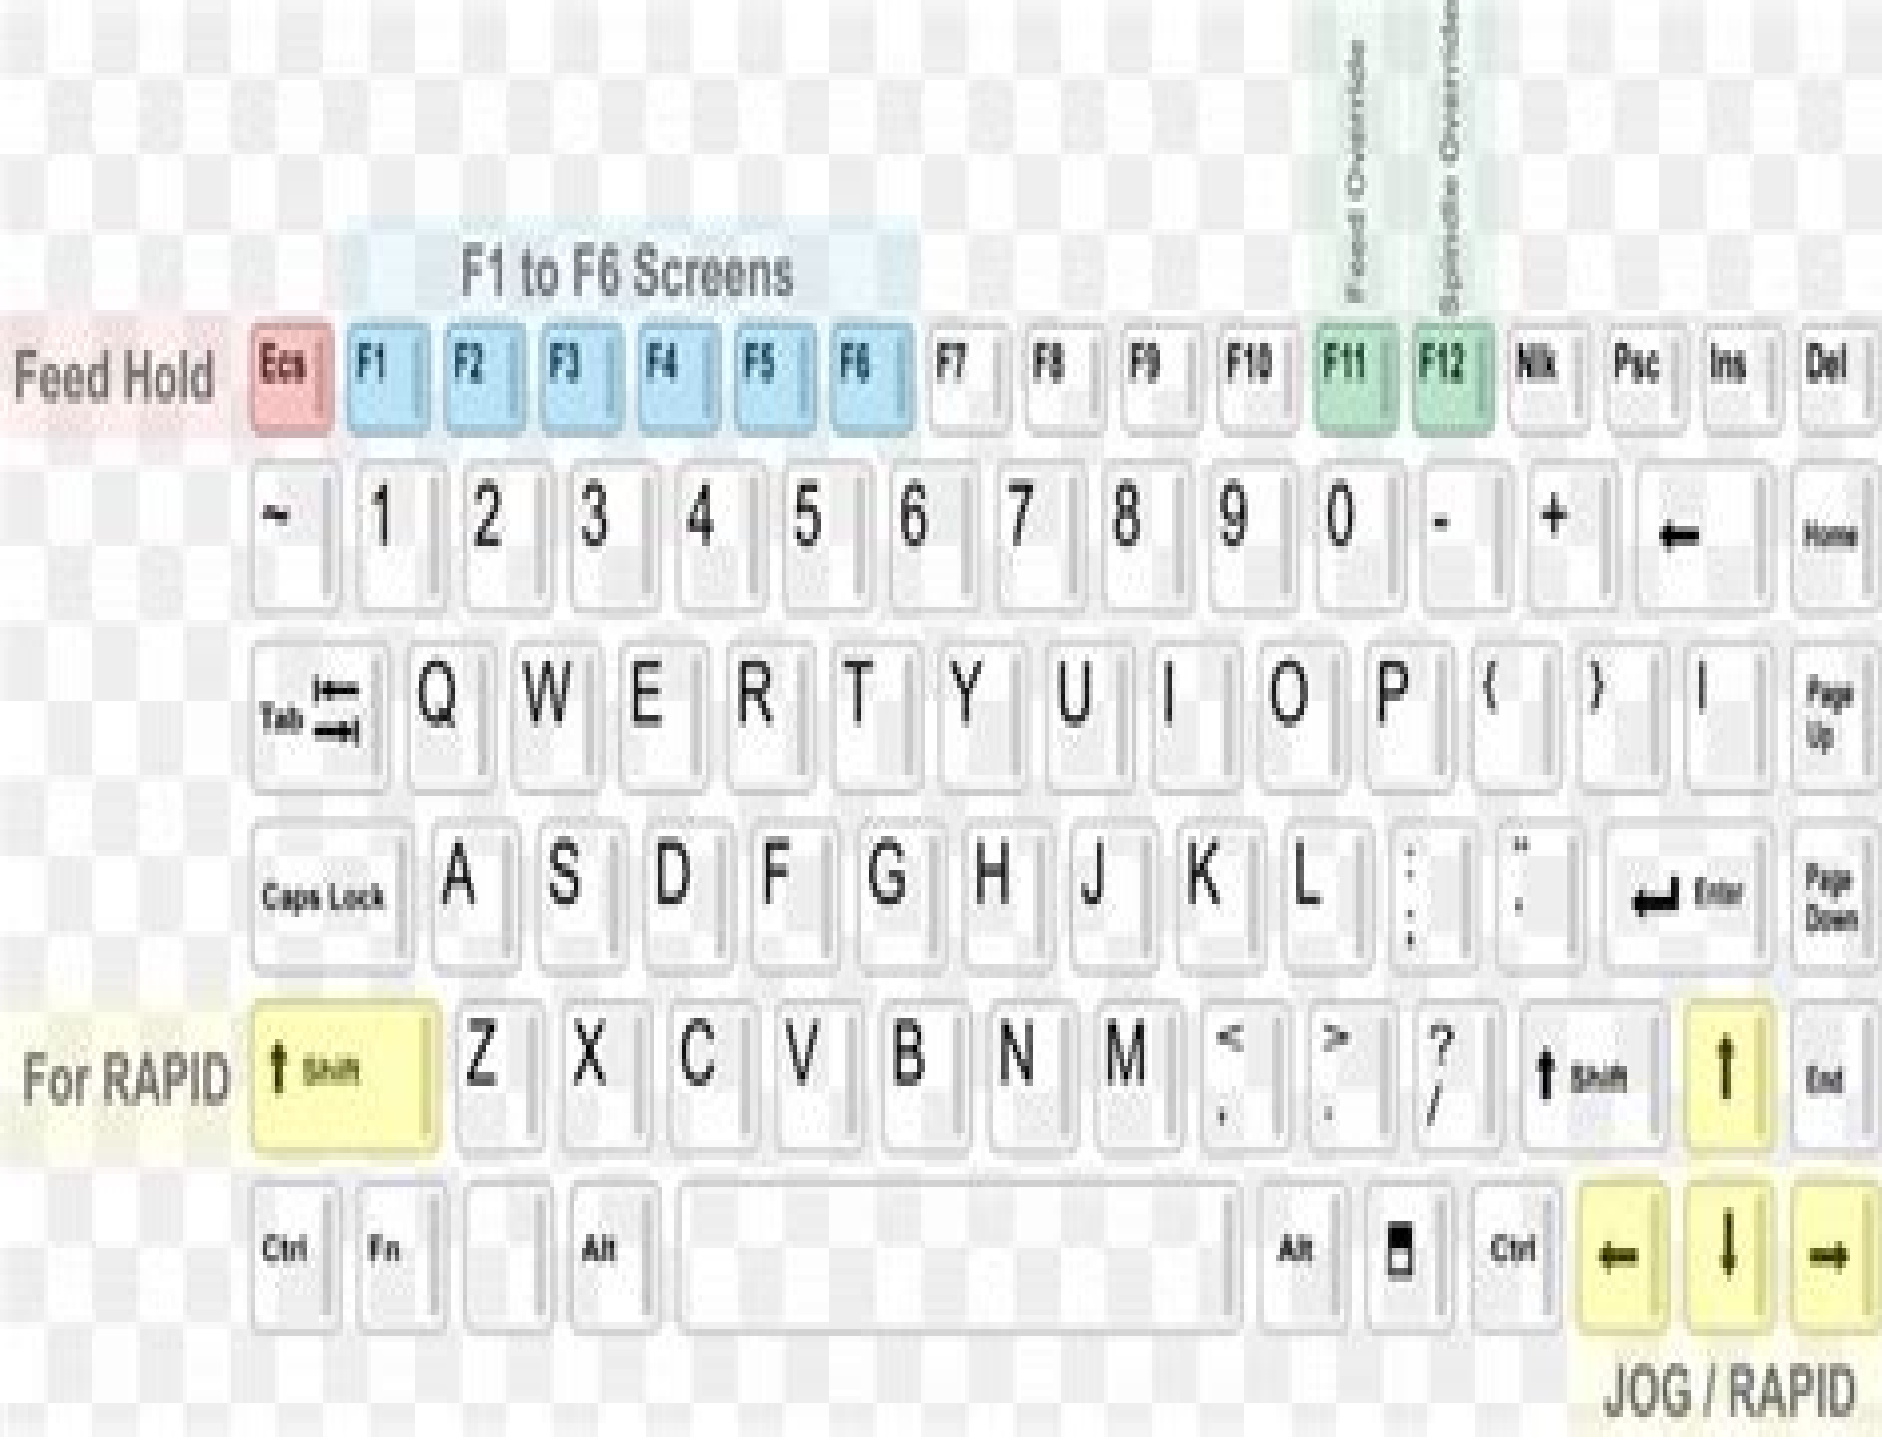 Feed Override
Spindle Override
F1 to F6 Screens
Feed Hold
Ecs F1 F2 F3 F4 F5 F6 F7 F8 F9 F10 F11 F12 Nlk Psc Ins Del
~ 1 2 3 4 5 6 7 8 9 0 - + ← Home
Tab Q W E R T Y U I O P { } | Page Up
Caps Lock A S D F G H J K L : ; " ' Enter Page Down
For RAPID
↑ Shift Z X C V B N M < , > . ? / ↑ Shift ↑ End
Ctrl Fn Alt Alt Ctrl ← ↓ →
JOG / RAPID